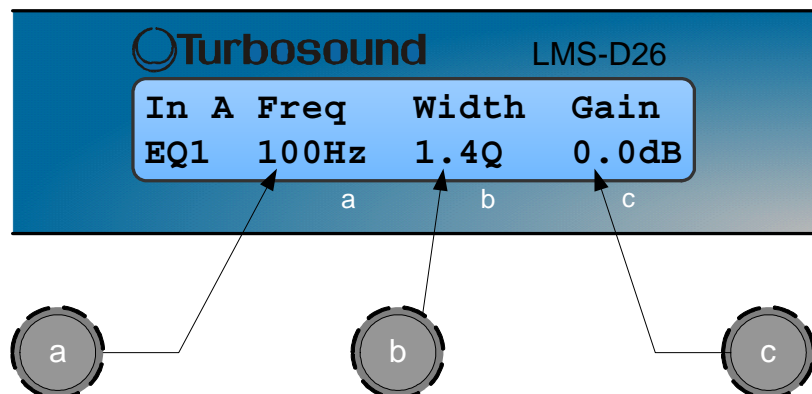 Turbosound LMS-D26
In A Freq Width Gain
EQ1 100Hz 1.4Q 0.0dB
a b c
a b c